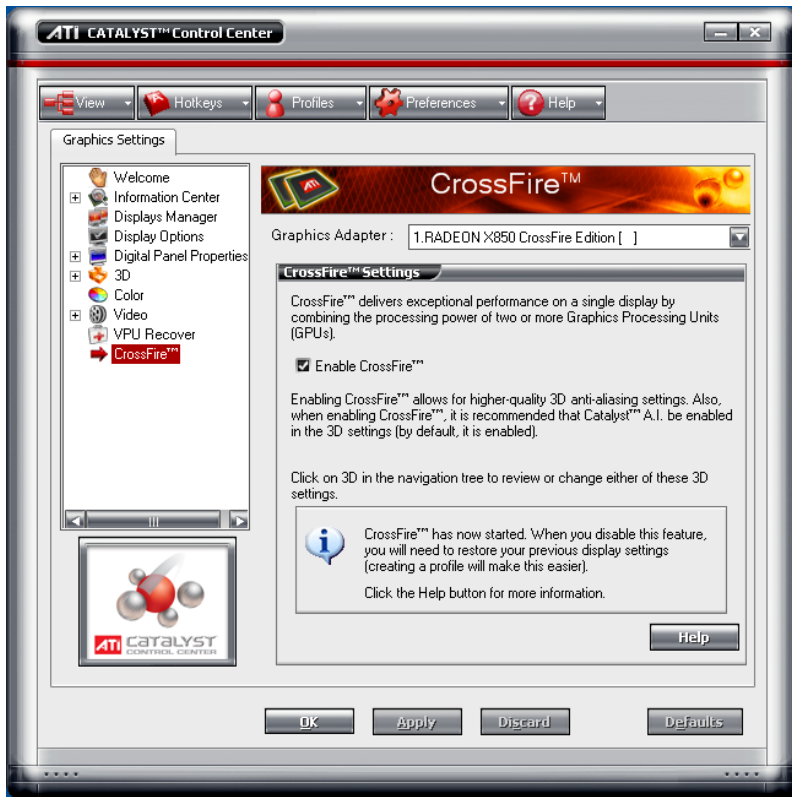 ATI CATALYST™ Control Center
View
Hotkeys
Profiles
Preferences
Help
Graphics Settings
Welcome
Information Center
Displays Manager
Display Options
Digital Panel Properties
3D
Color
Video
VPU Recover
CrossFire™
CrossFire™
Graphics Adapter :
1.RADEON X850 CrossFire Edition [ ]
CrossFire™ Settings
CrossFire™ delivers exceptional performance on a single display by
combining the processing power of two or more Graphics Processing Units
(GPUs).
Enable CrossFire™
Enabling CrossFire™ allows for higher-quality 3D anti-aliasing settings. Also,
when enabling CrossFire™, it is recommended that Catalyst™ A.I. be enabled
in the 3D settings (by default, it is enabled).
Click on 3D in the navigation tree to review or change either of these 3D
settings.
CrossFire™ has now started. When you disable this feature,
you will need to restore your previous display settings
(creating a profile will make this easier).
Click the Help button for more information.
Help
ATI CATALYST
CONTROL CENTER
OK
Apply
Discard
Defaults